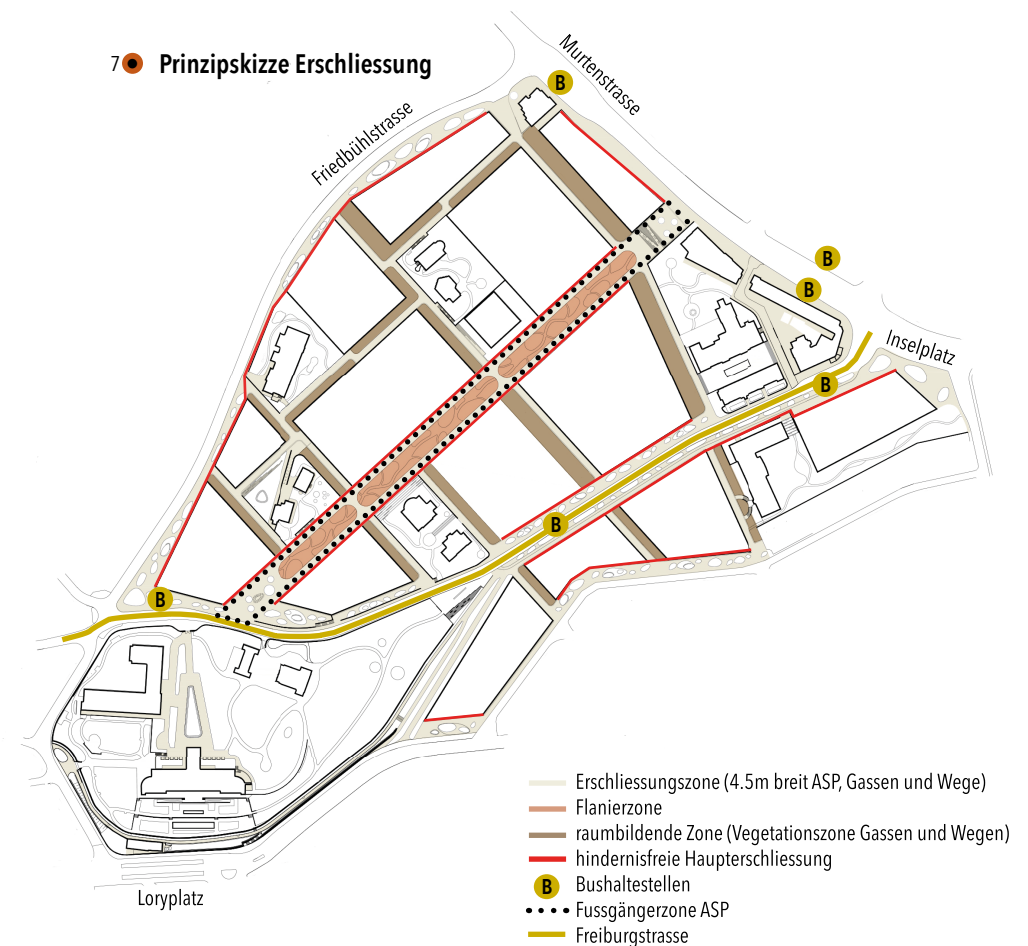 7 Prinzipskizze Erschliessung
Murtenstrasse
B
Friedbühlstrasse
B
B
Inselplatz
B
B
B
Loryplatz
Erschliessungszone (4.5m breit ASP, Gassen und Wege)
Flanierzone
raumbildende Zone (Vegetationszone Gassen und Wegen)
hindernisfreie Haupterschliessung
B Bushaltestellen
Fussgängerzone ASP
Freiburgstrasse